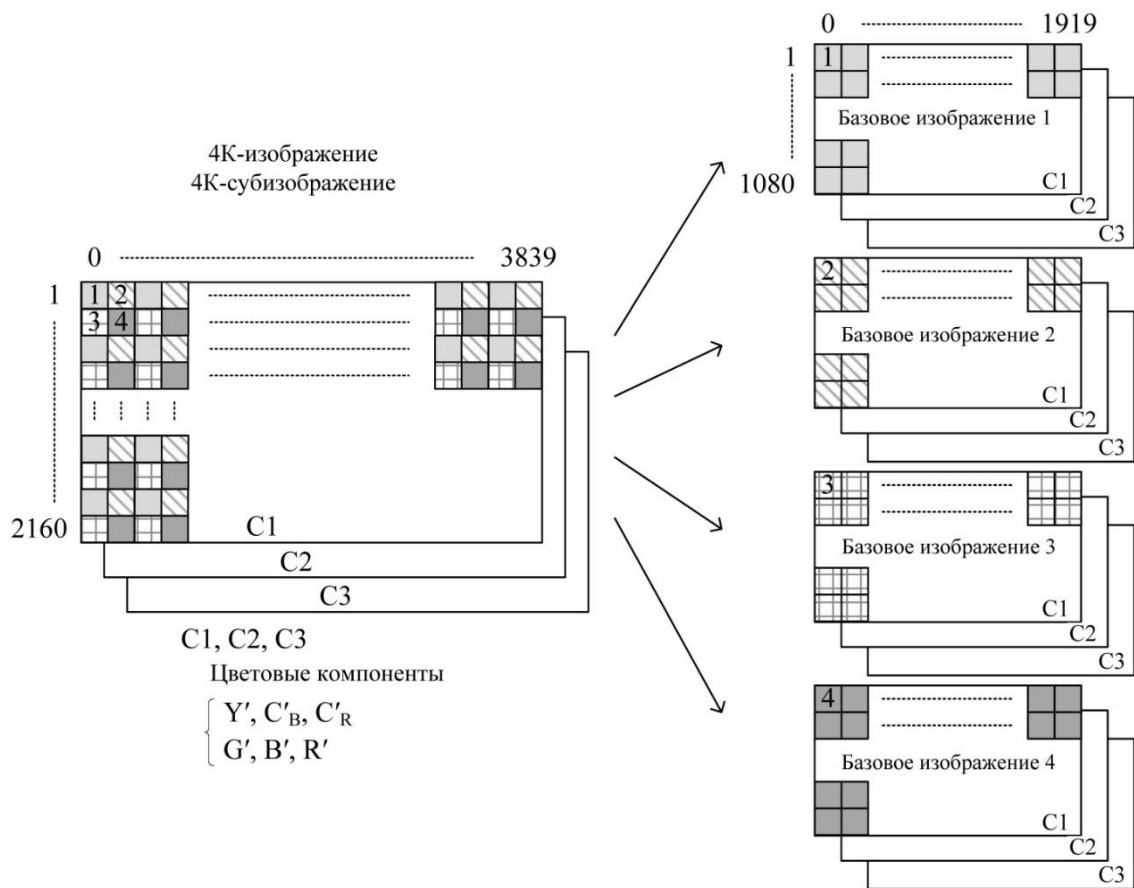 4К-изображение
4К-субизображение
0 3839
1
1 2
3 4
2160
C1
C2
C3
C1, C2, C3
Цветовые компоненты
Y′, C′B, C′R
G′, B′, R′
0 1919
1
1
Базовое изображение 1
1080
C1
C2
C3
2
Базовое изображение 2
C1
C2
C3
3
Базовое изображение 3
C1
C2
C3
4
Базовое изображение 4
C1
C2
C3